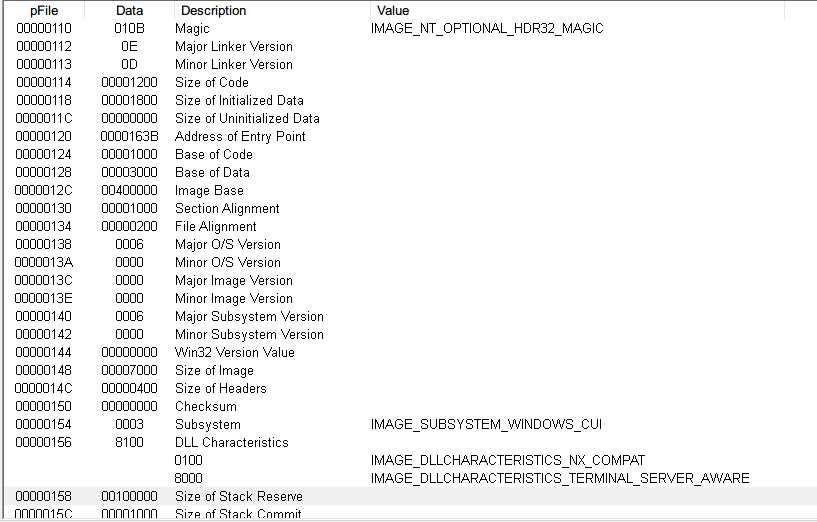 pFile Data Description Value
00000110 010B Magic IMAGE_NT_OPTIONAL_HDR32_MAGIC
00000112 0E Major Linker Version
00000113 0D Minor Linker Version
00000114 00001200 Size of Code
00000118 00001800 Size of Initialized Data
0000011C 00000000 Size of Uninitialized Data
00000120 0000163B Address of Entry Point
00000124 00001000 Base of Code
00000128 00003000 Base of Data
0000012C 00400000 Image Base
00000130 00001000 Section Alignment
00000134 00000200 File Alignment
00000138 0006 Major O/S Version
0000013A 0000 Minor O/S Version
0000013C 0000 Major Image Version
0000013E 0000 Minor Image Version
00000140 0006 Major Subsystem Version
00000142 0000 Minor Subsystem Version
00000144 00000000 Win32 Version Value
00000148 00007000 Size of Image
0000014C 00000400 Size of Headers
00000150 00000000 Checksum
00000154 0003 Subsystem IMAGE_SUBSYSTEM_WINDOWS_CUI
00000156 8100 DLL Characteristics
0100 IMAGE_DLLCHARACTERISTICS_NX_COMPAT
8000 IMAGE_DLLCHARACTERISTICS_TERMINAL_SERVER_AWARE
00000158 00100000 Size of Stack Reserve
0000015C 00001000 Size of Stack Commit